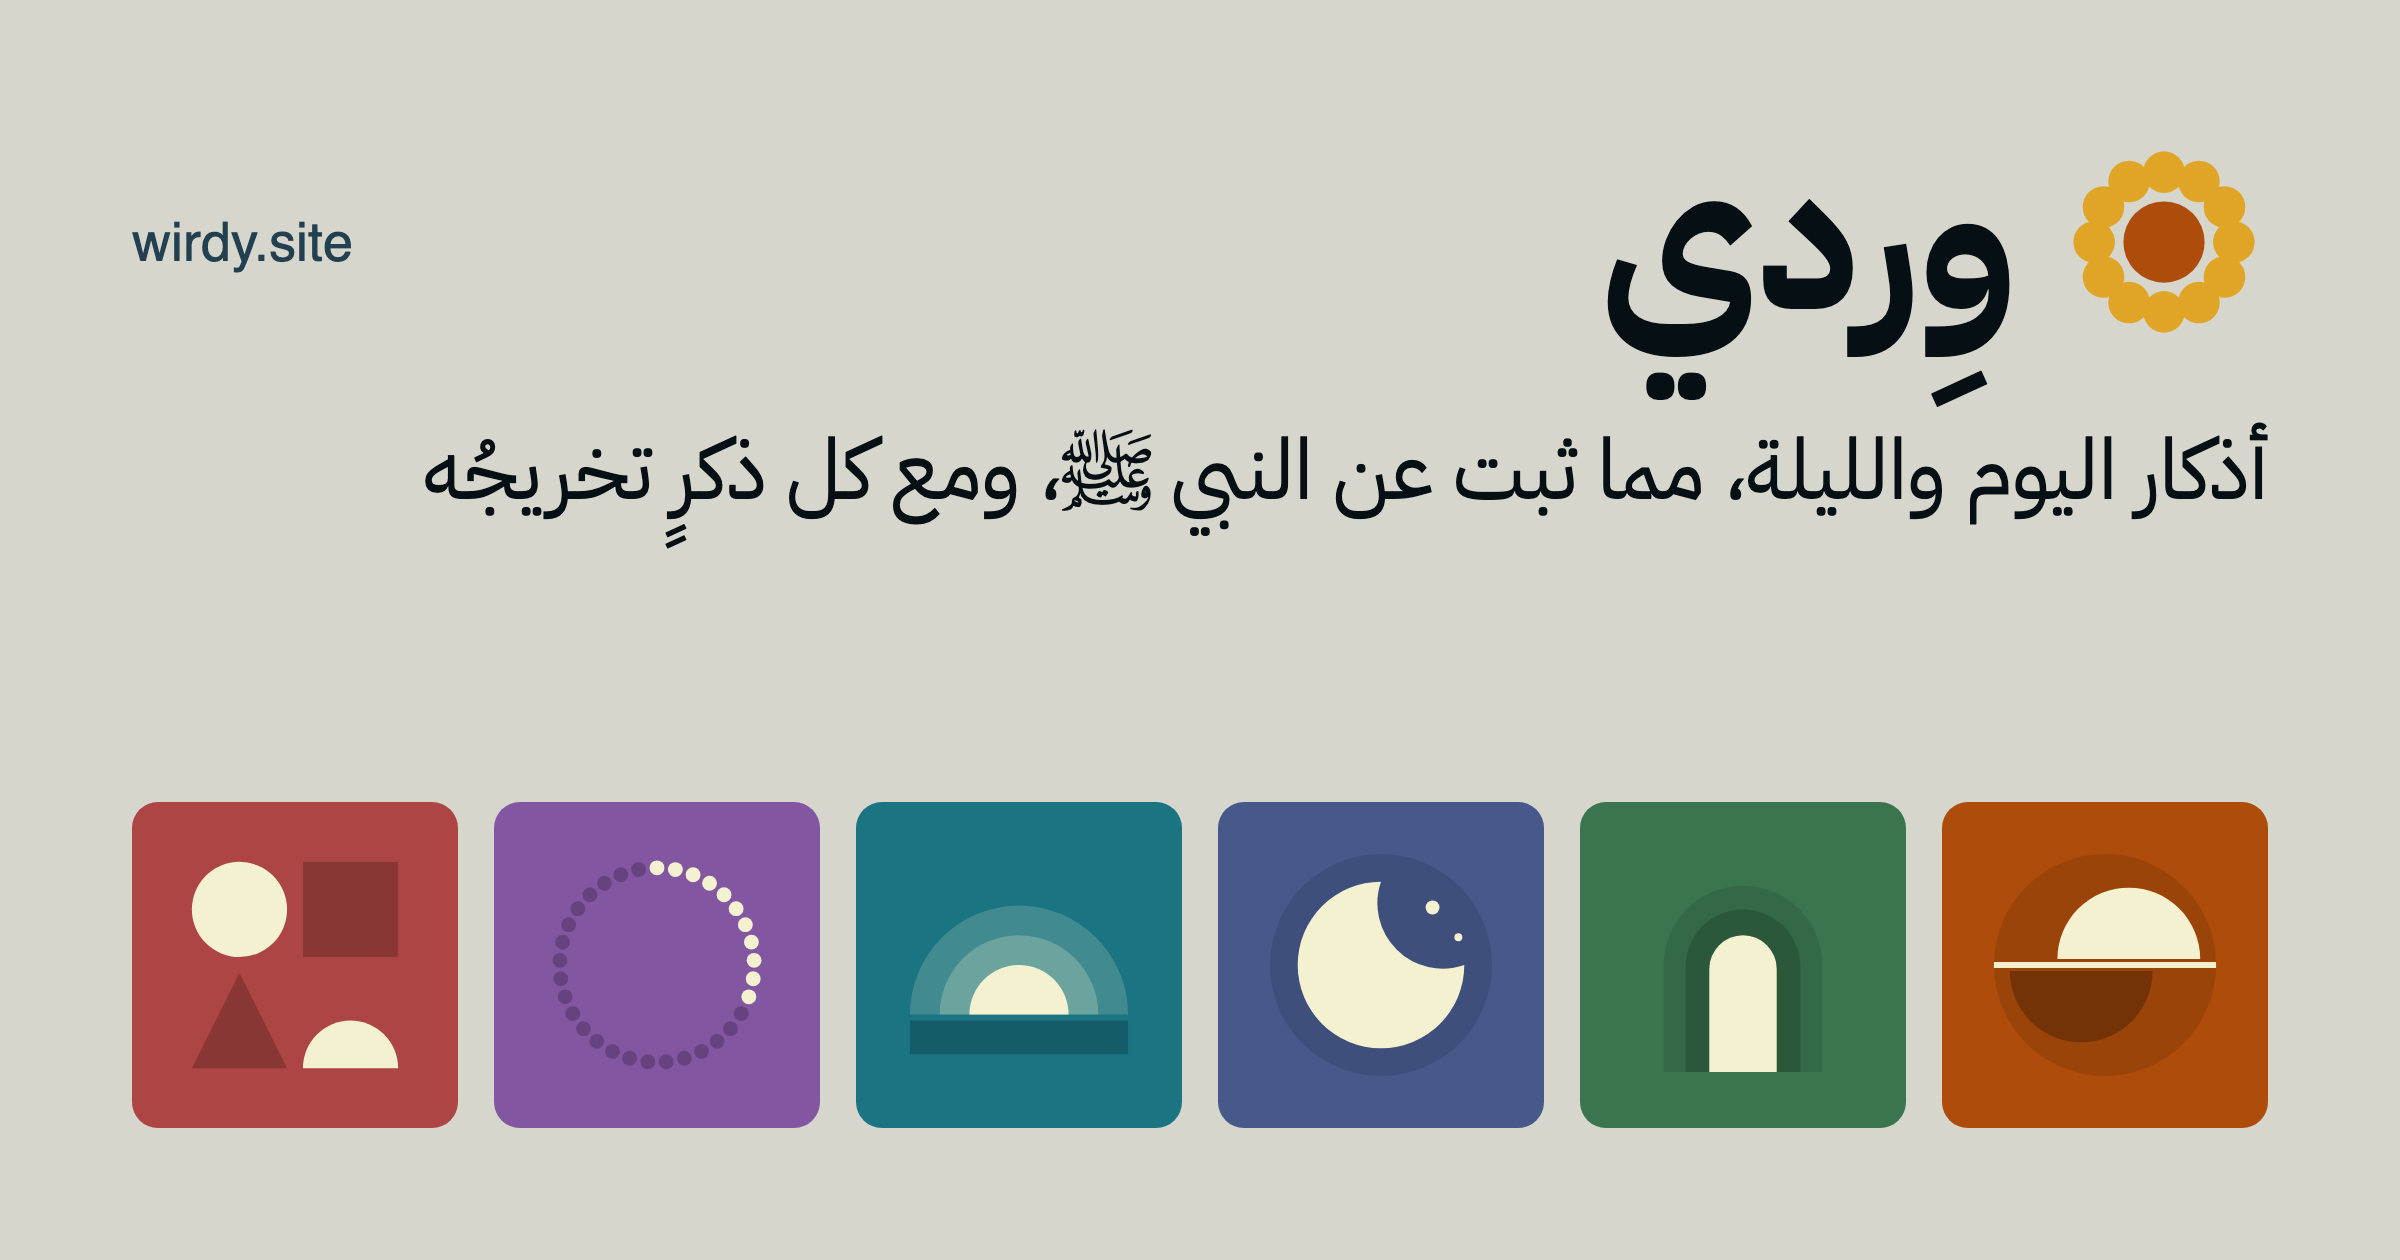 وِردي
wirdy.site
أذكار اليوم والليلة، مما ثبت عن النبي ﷺ، ومع كل ذكرٍ تخريجُه